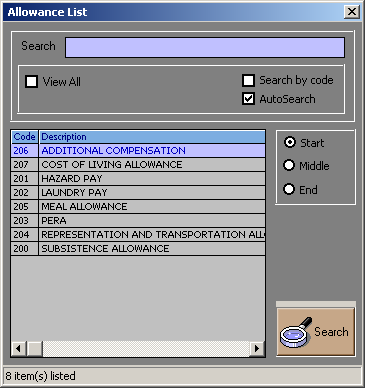 Allowance List
Search
View All
Search by code
AutoSearch
Code Description
206 ADDITIONAL COMPENSATION
207 COST OF LIVING ALLOWANCE
201 HAZARD PAY
202 LAUNDRY PAY
205 MEAL ALLOWANCE
203 PERA
204 REPRESENTATION AND TRANSPORTATION ALL
200 SUBSISTENCE ALLOWANCE
Start
Middle
End
Search
8 item(s) listed